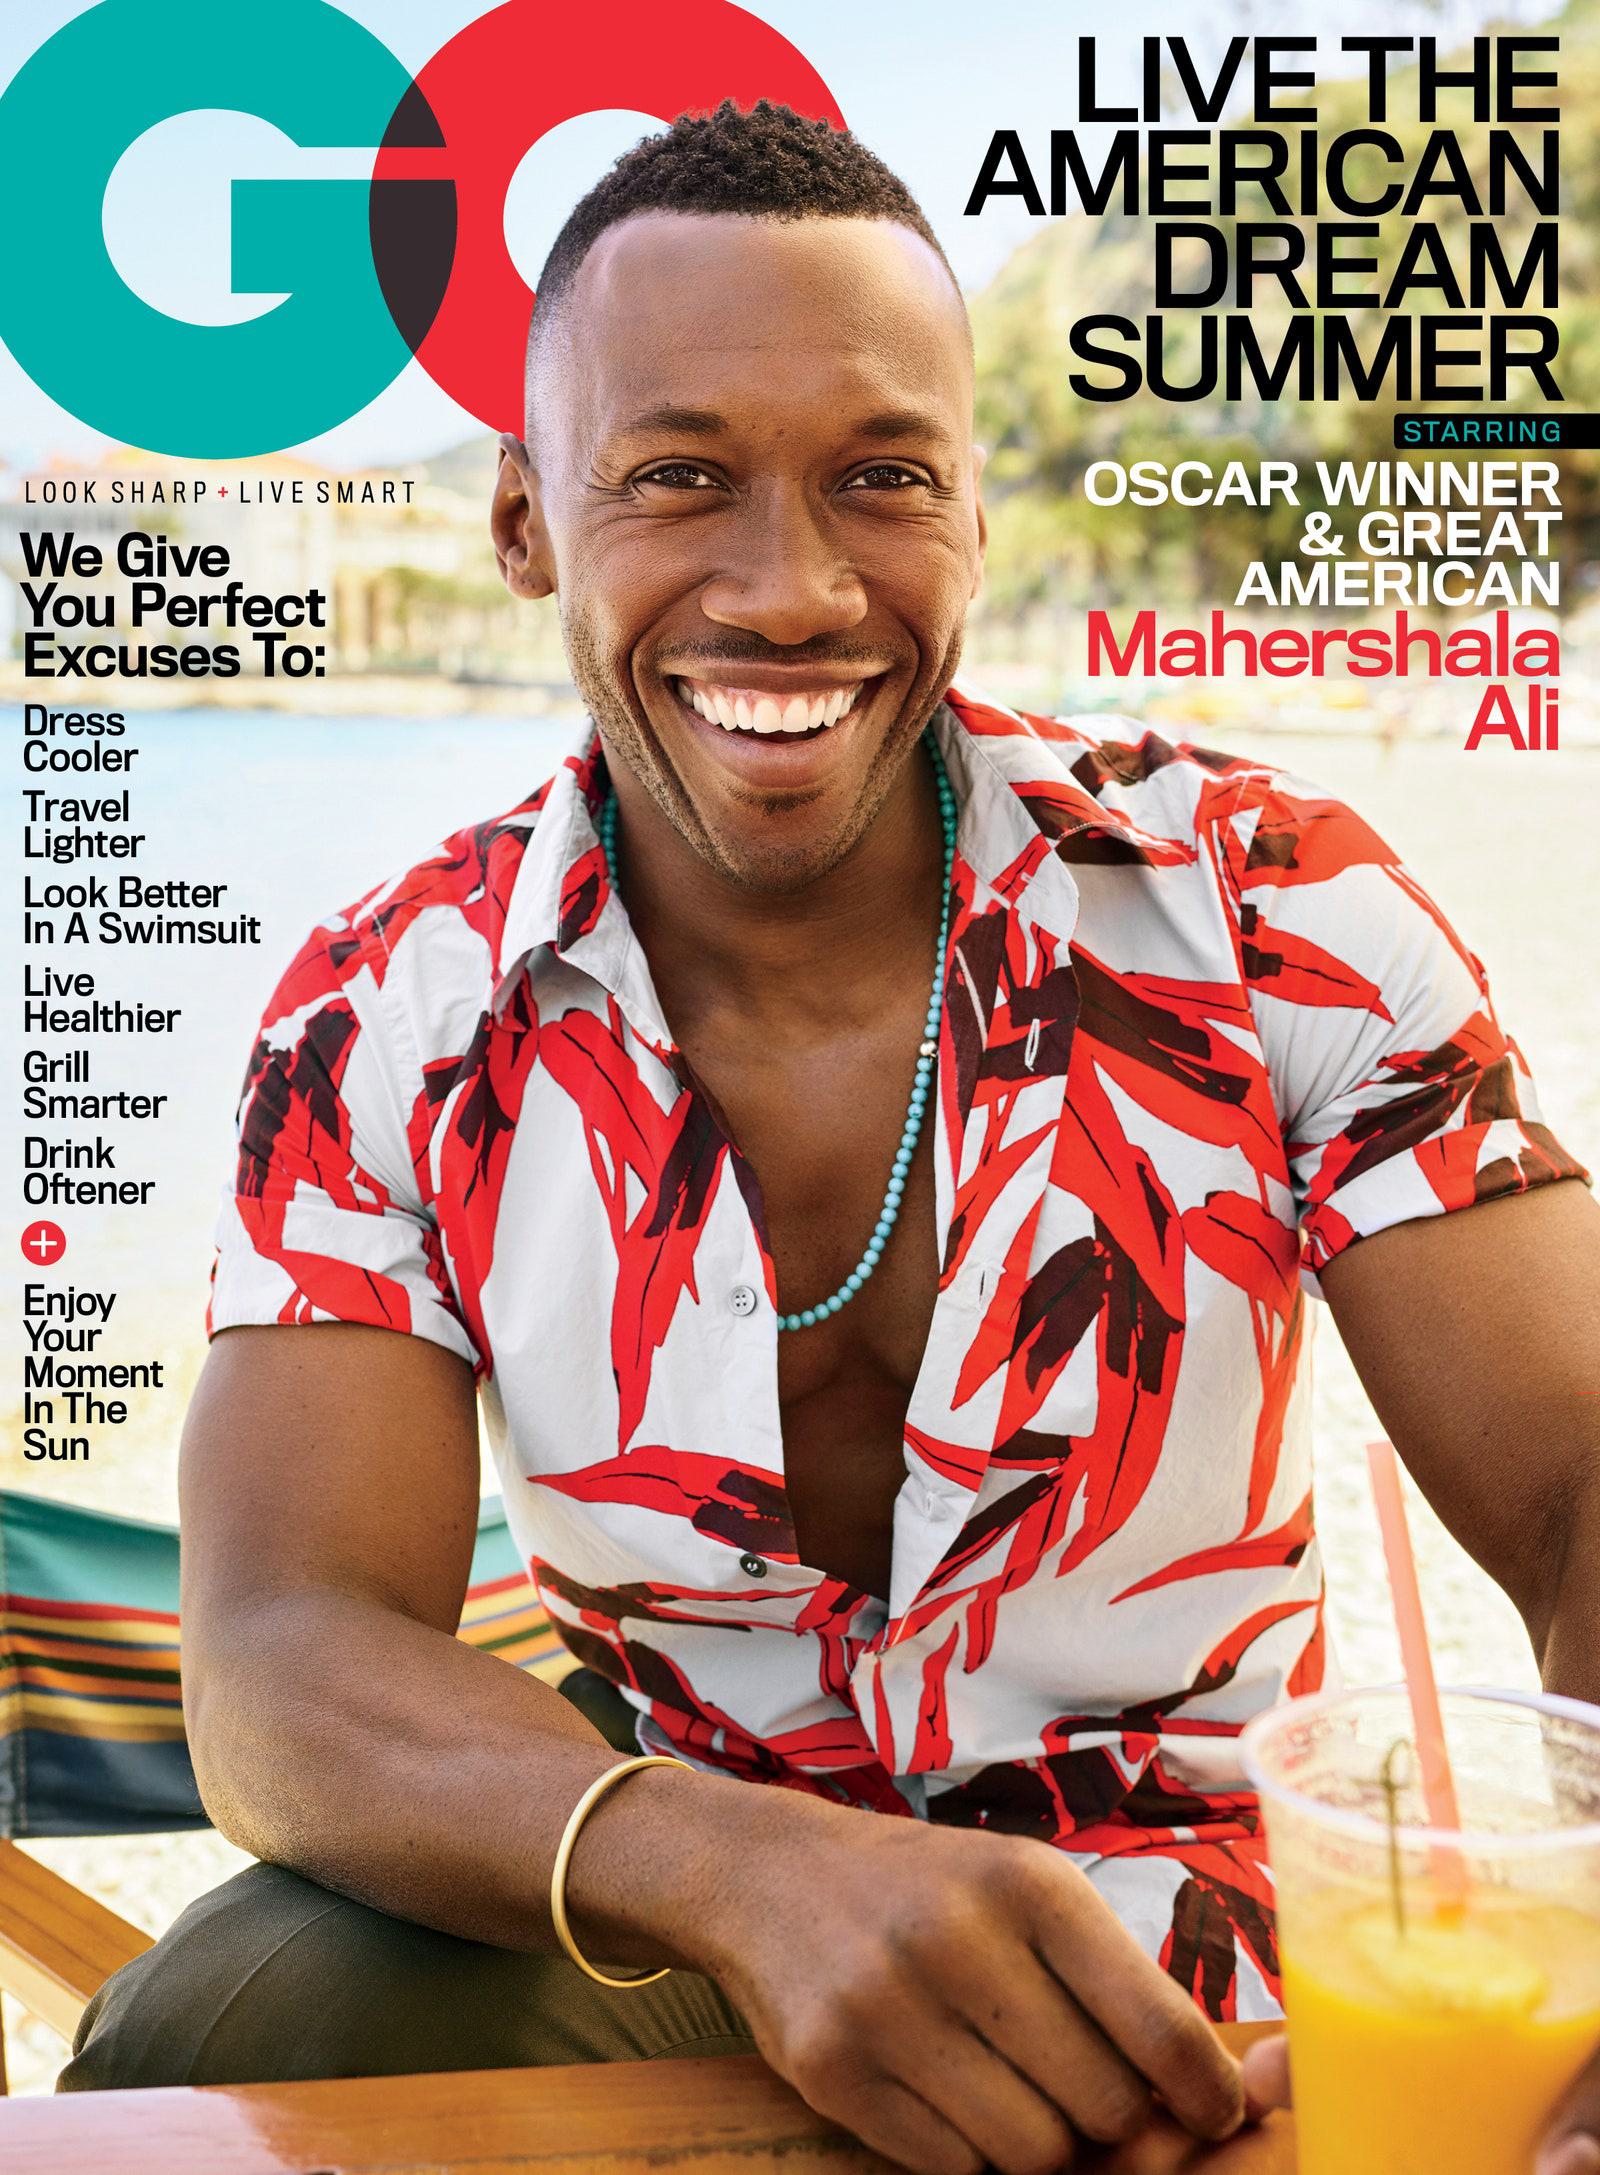 GQ
LIVE THE
AMERICAN
DREAM
SUMMER
STARRING
OSCAR WINNER
& GREAT
AMERICAN
Mahershala
Ali
LOOK SHARP + LIVE SMART
We Give
You Perfect
Excuses To:
Dress
Cooler
Travel
Lighter
Look Better
In A Swimsuit
Live
Healthier
Grill
Smarter
Drink
Oftener
+
Enjoy
Your
Moment
In The
Sun